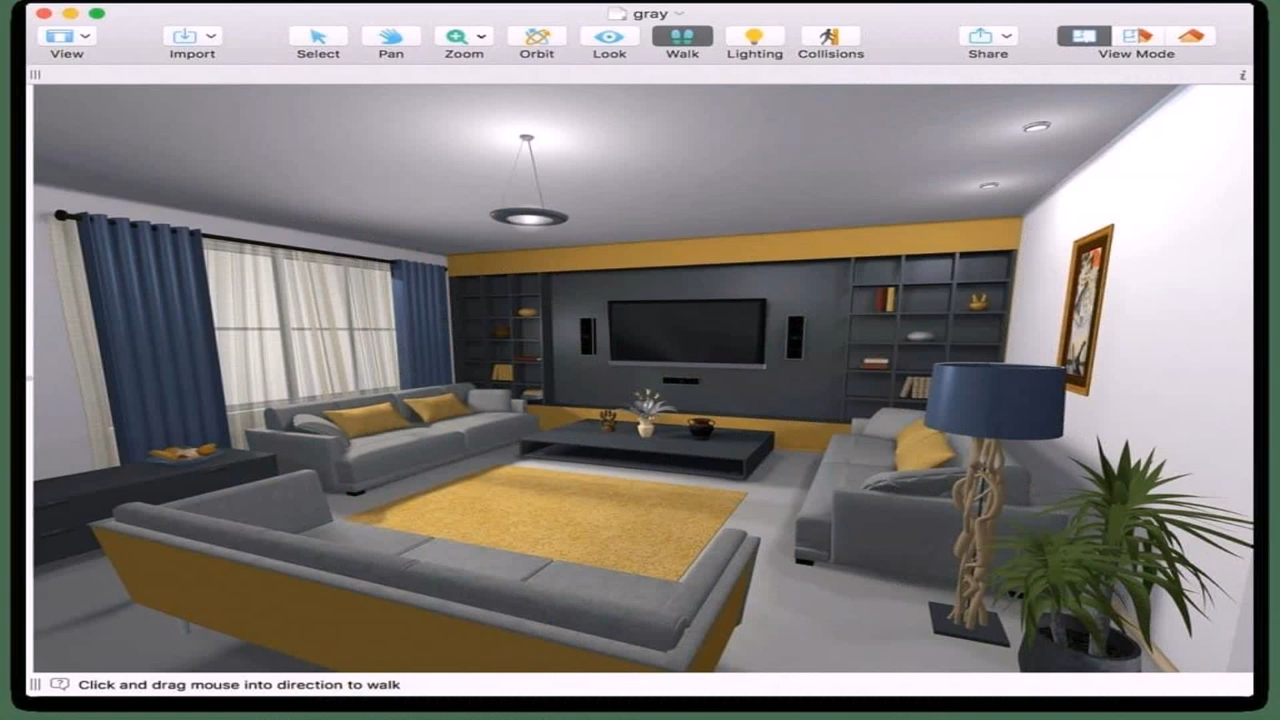 gray
View
Import
Select
Pan
Zoom
Orbit
Look
Walk
Lighting
Collisions
Share
View Mode
i
Click and drag mouse into direction to walk